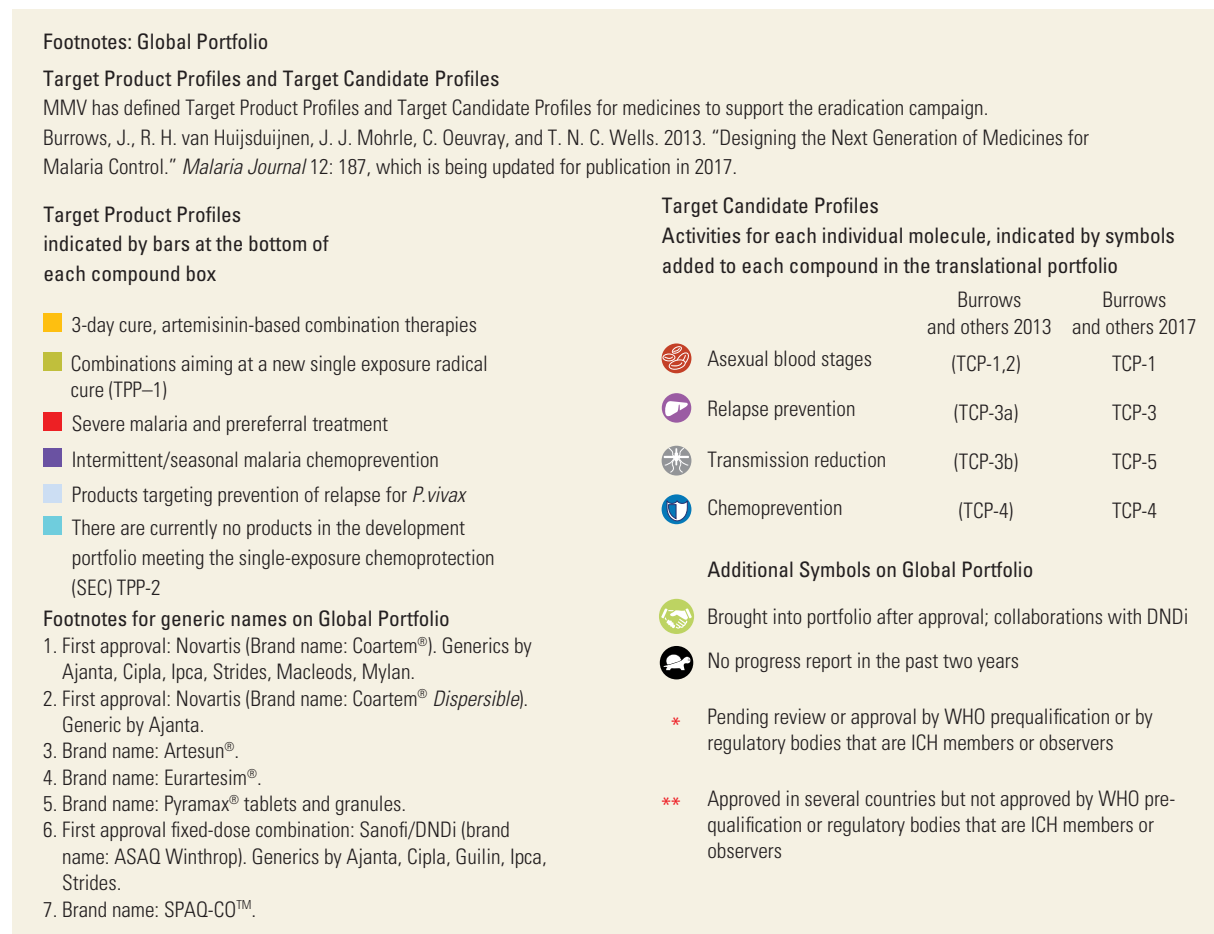 Footnotes: Global Portfolio
Target Product Profiles and Target Candidate Profiles
MMV has defined Target Product Profiles and Target Candidate Profiles for medicines to support the eradication campaign.
Burrows, J., R. H. van Huijsduijnen, J. J. Mohrle, C. Oeuvray, and T. N. C. Wells. 2013. “Designing the Next Generation of Medicines for
Malaria Control.” Malaria Journal 12: 187, which is being updated for publication in 2017.
Target Product Profiles
indicated by bars at the bottom of
each compound box
3-day cure, artemisinin-based combination therapies
Combinations aiming at a new single exposure radical
cure (TPP–1)
Severe malaria and prereferral treatment
Intermittent/seasonal malaria chemoprevention
Products targeting prevention of relapse for P.vivax
There are currently no products in the development
portfolio meeting the single-exposure chemoprotection
(SEC) TPP-2
Footnotes for generic names on Global Portfolio
1. First approval: Novartis (Brand name: Coartem®). Generics by
Ajanta, Cipla, Ipca, Strides, Macleods, Mylan.
2. First approval: Novartis (Brand name: Coartem® Dispersible).
Generic by Ajanta.
3. Brand name: Artesun®.
4. Brand name: Eurartesim®.
5. Brand name: Pyramax® tablets and granules.
6. First approval fixed-dose combination: Sanofi/DNDi (brand
name: ASAQ Winthrop). Generics by Ajanta, Cipla, Guilin, Ipca,
Strides.
7. Brand name: SPAQ-CO™.
Target Candidate Profiles
Activities for each individual molecule, indicated by symbols
added to each compound in the translational portfolio
Burrows Burrows
and others 2013 and others 2017
Asexual blood stages (TCP-1,2) TCP-1
Relapse prevention (TCP-3a) TCP-3
Transmission reduction (TCP-3b) TCP-5
Chemoprevention (TCP-4) TCP-4
Additional Symbols on Global Portfolio
Brought into portfolio after approval; collaborations with DNDi
No progress report in the past two years
* Pending review or approval by WHO prequalification or by
regulatory bodies that are ICH members or observers
** Approved in several countries but not approved by WHO pre-
qualification or regulatory bodies that are ICH members or
observers